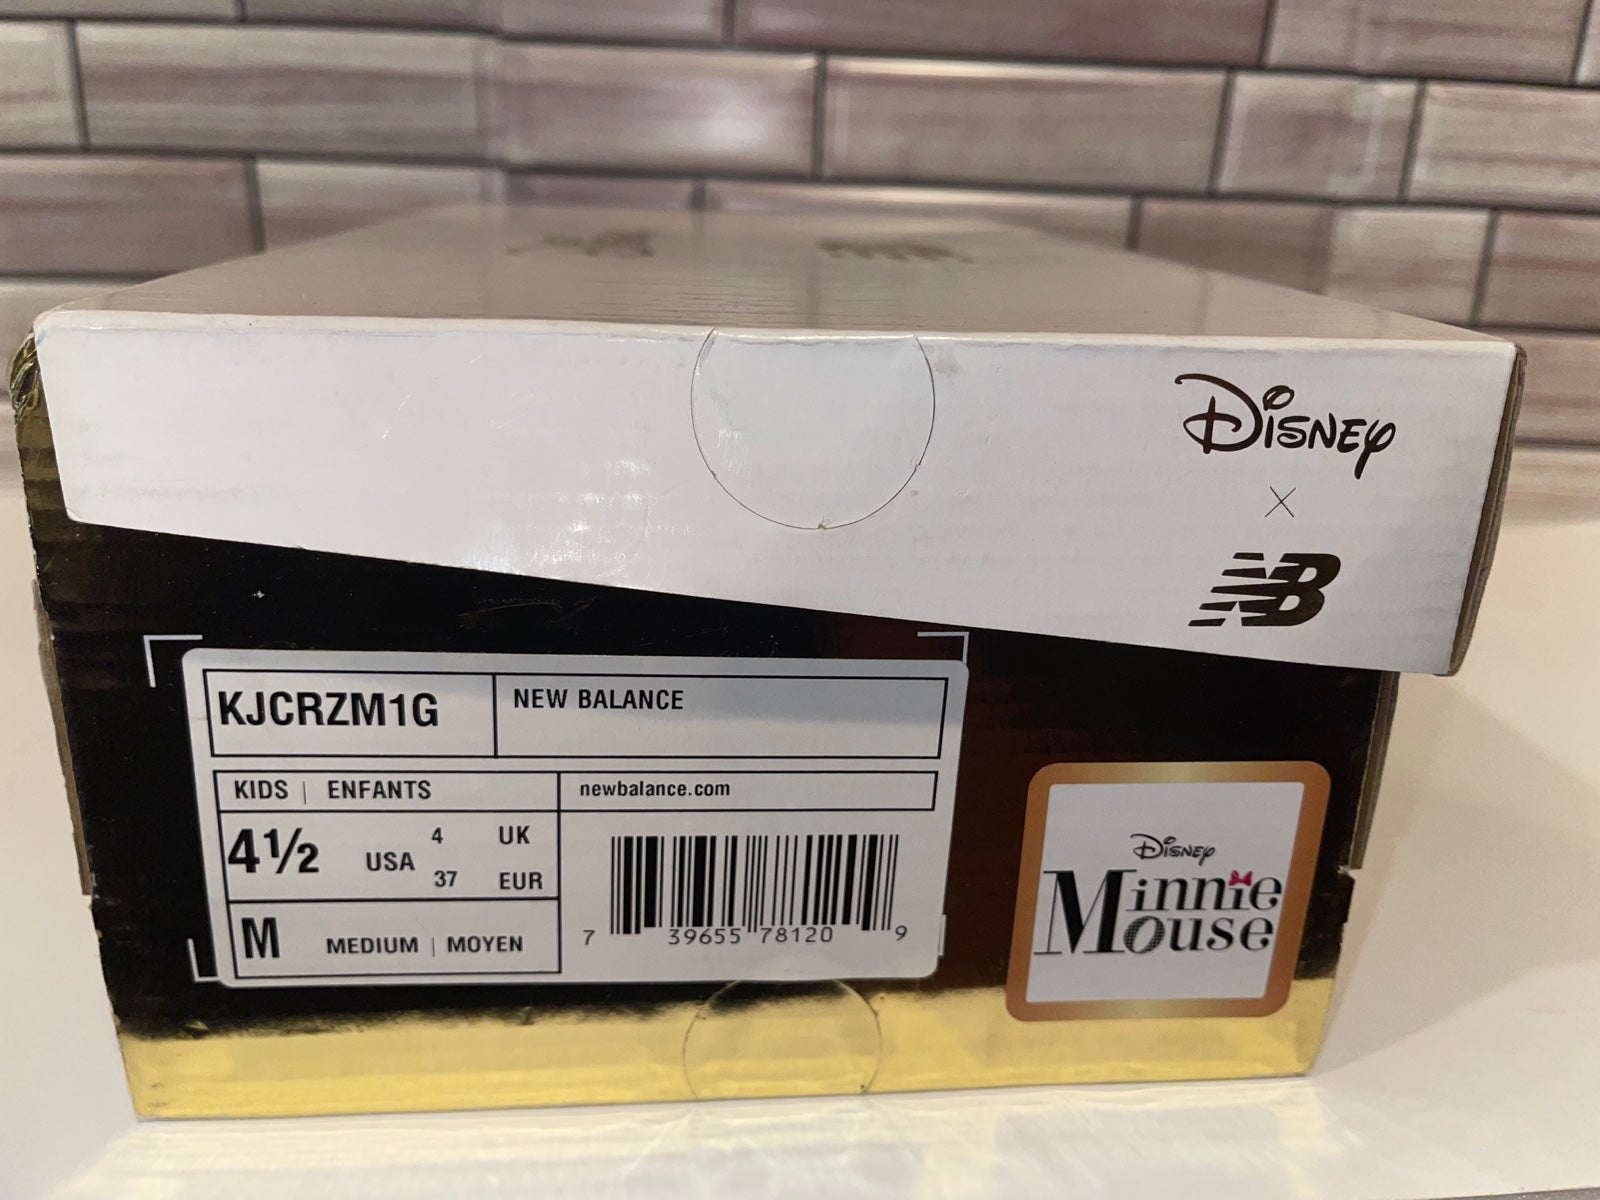 Disney
×
NB
KJCRZM1G
NEW BALANCE
KIDS | ENFANTS
newbalance.com
4½ USA 4 UK
37 EUR
M MEDIUM | MOYEN
7 39655 78120 9
Disney
Minnie
Mouse